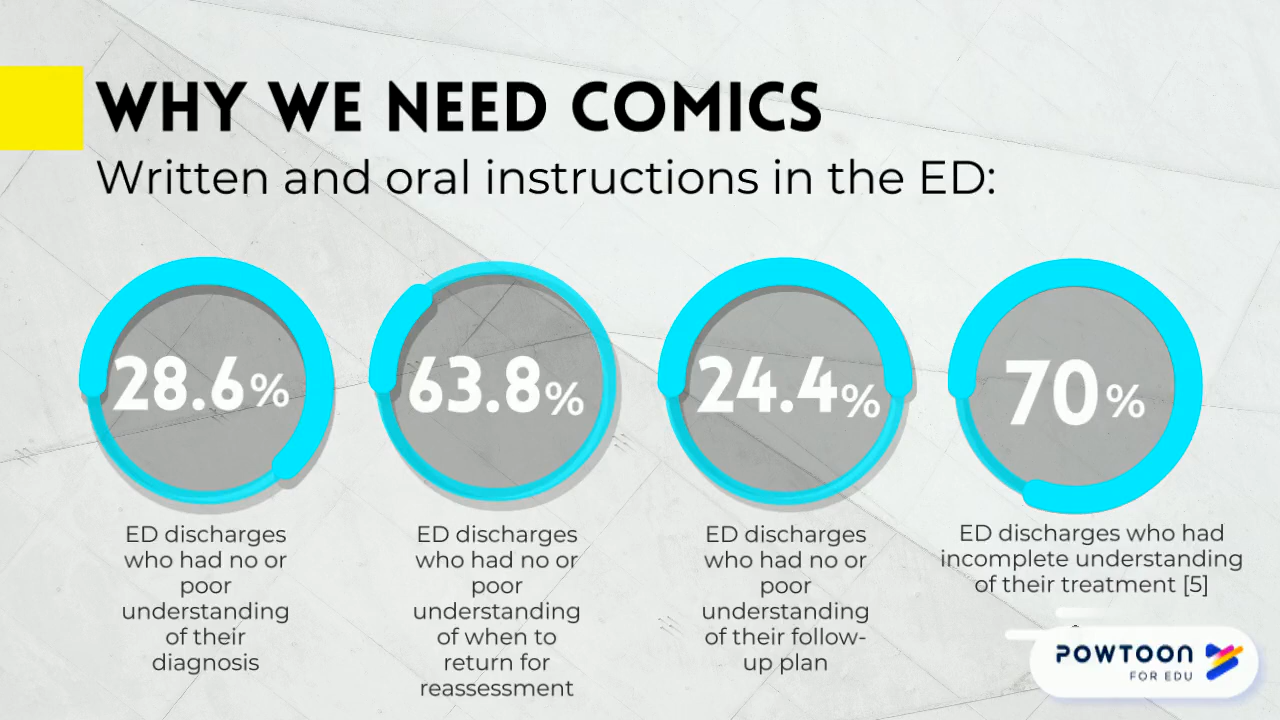 WHY WE NEED COMICS
Written and oral instructions in the ED:
28.6%
ED discharges
who had no or
poor
understanding
of their
diagnosis
63.8%
ED discharges
who had no or
poor
understanding
of when to
return for
reassessment
24.4%
ED discharges
who had no or
poor
understanding
of their follow-
up plan
70%
ED discharges who had
incomplete understanding
of their treatment [5]
POWTOON
FOR EDU